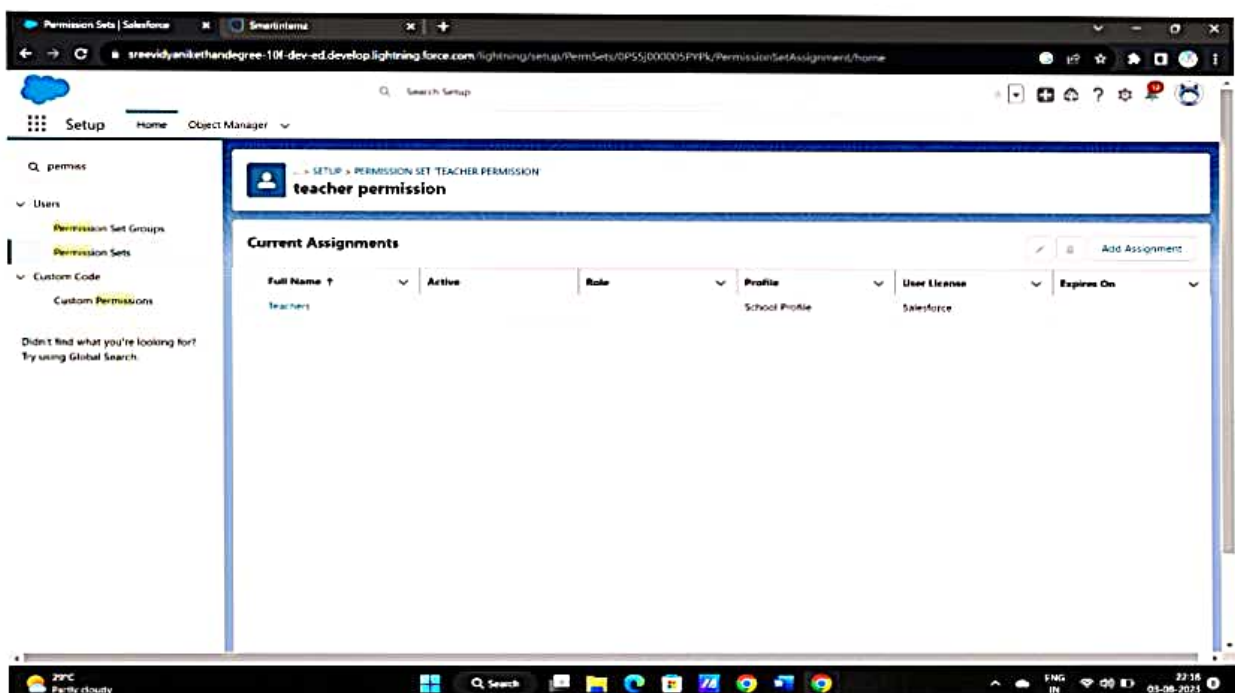 Permission Sets | Salesforce
Smartinternz
sreevidyanikethandegree-10f-dev-ed.develop.lightning.force.com/lightning/setup/PermSets/0PS5j000005PYPk/PermissionSetAssignment/home
Search Setup
Setup Home Object Manager
permiss
Users
Permission Set Groups
Permission Sets
Custom Code
Custom Permissions
Didn't find what you're looking for?
Try using Global Search.
... > SETUP > PERMISSION SET 'TEACHER PERMISSION
teacher permission
Current Assignments
Add Assignment
Full Name ↑ Active Role Profile User License Expires On
Teachers School Profile Salesforce
29°C
Partly cloudy
Search
ENG
IN
22:16